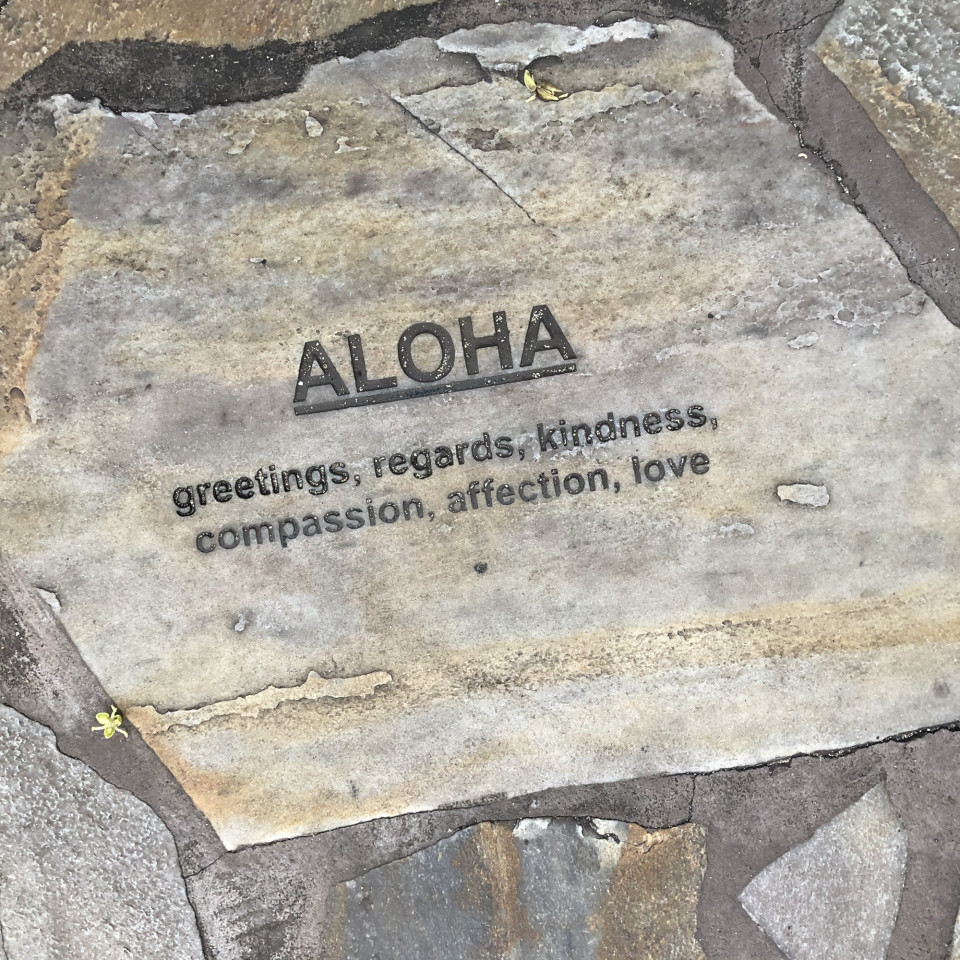 ALOHA
greetings, regards, kindness,
compassion, affection, love